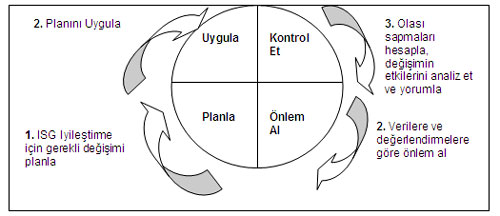 2. Planını Uygula
Uygula
Kontrol
Et
3. Olası
sapmaları
hesapla,
değişimin
etkilerini analiz et
ve yorumla
1. ISG Iyileştime
için gerekli değişimi
planla
Planla
Önlem
Al
2. Verilere ve
değerlendirmelere
göre önlem al